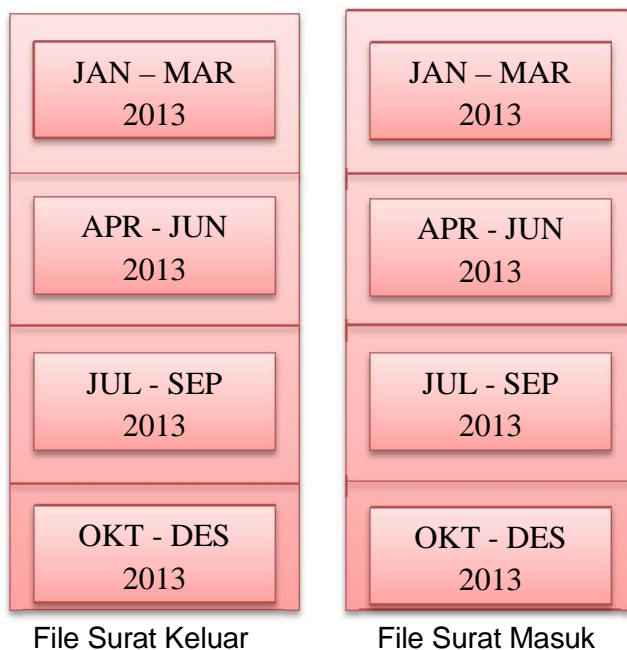 JAN – MAR
2013
APR - JUN
2013
JUL - SEP
2013
OKT - DES
2013
File Surat Keluar
JAN – MAR
2013
APR - JUN
2013
JUL - SEP
2013
OKT - DES
2013
File Surat Masuk